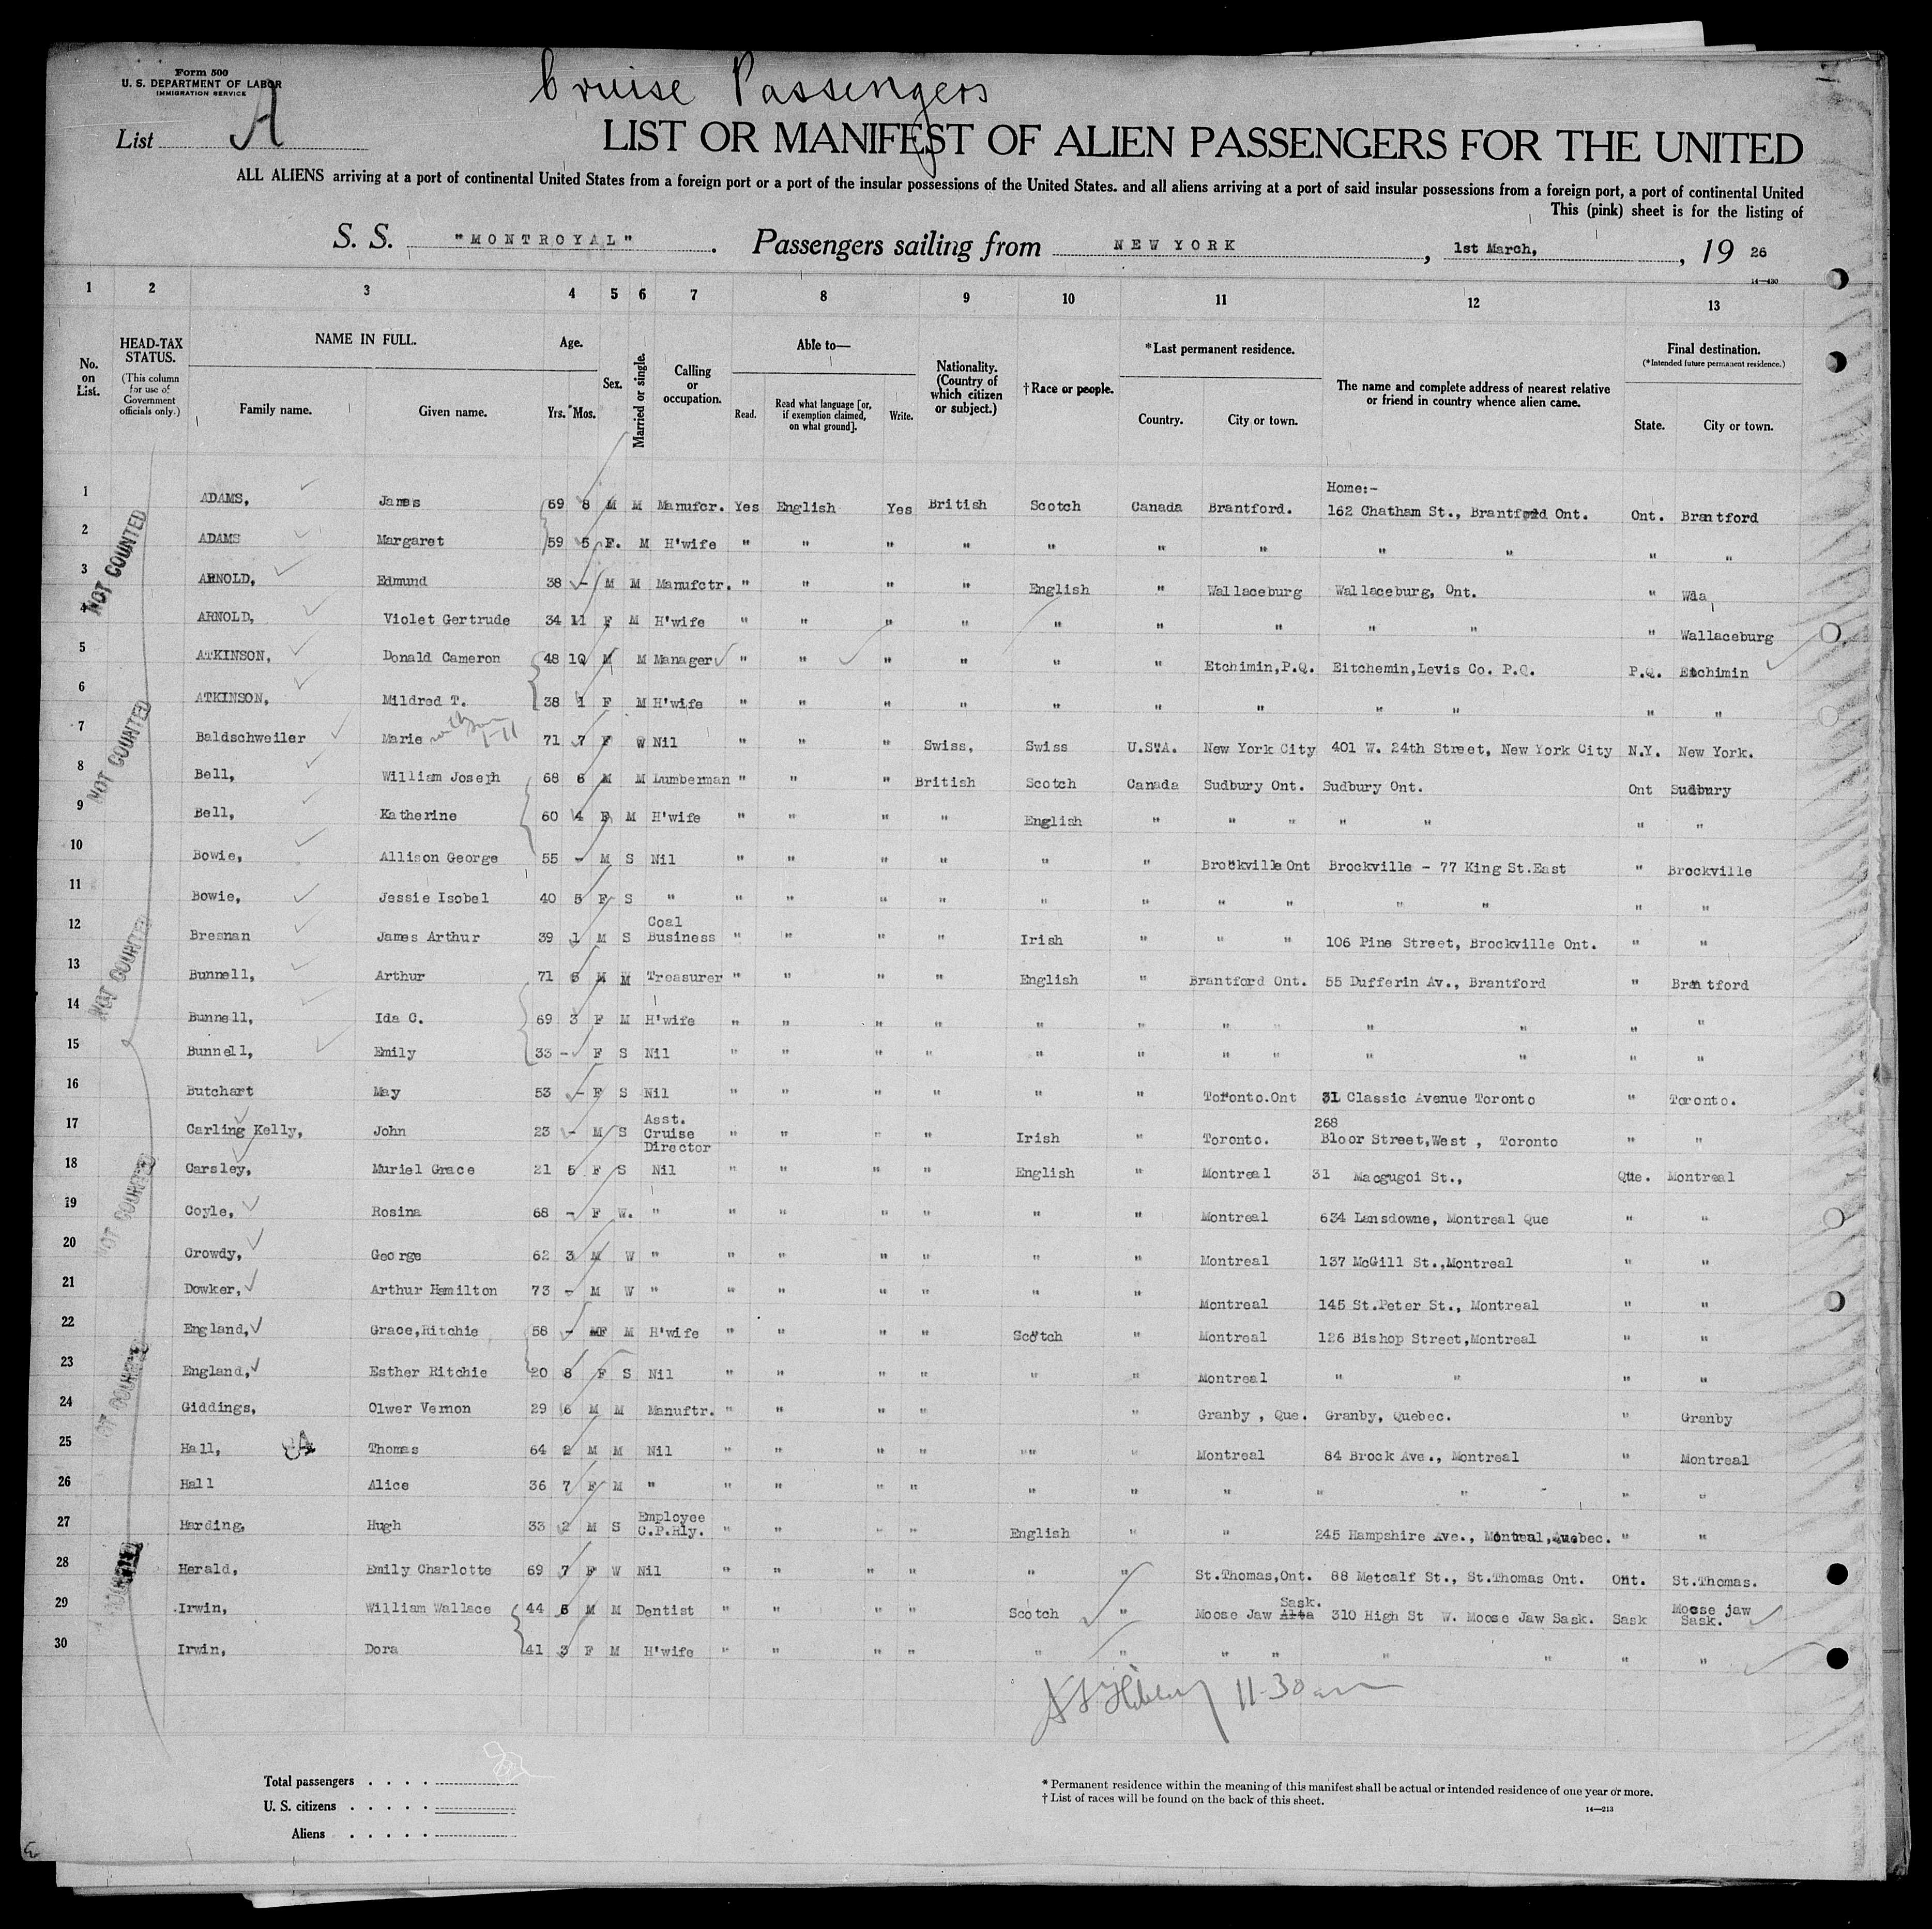 Form 500
U. S. DEPARTMENT OF LABOR
IMMIGRATION SERVICE
Cruise Passengers
List A
LIST OR MANIFEST OF ALIEN PASSENGERS FOR THE UNITED
ALL ALIENS arriving at a port of continental United States from a foreign port or a port of the insular possessions of the United States. and all aliens arriving at a port of said insular possessions from a foreign port, a port of continental United
This (pink) sheet is for the listing of
S. S. "MONTROYAL" . Passengers sailing from NEW YORK , 1st March, , 19 26
14—430
1 2 3 4 5 6 7 8 9 10 11 12 13
No. on List. HEAD-TAX STATUS. (This column for use of Government officials only.) NAME IN FULL. Family name. Given name. Age. Yrs. Mos. Sex. Married or single. Calling or occupation. Able to— Read. Read what language [or, if exemption claimed, on what ground]. Write. Nationality. (Country of which citizen or subject.) † Race or people. *Last permanent residence. Country. City or town. The name and complete address of nearest relative or friend in country whence alien came. Final destination. (*Intended future permanent residence.) State. City or town.
Home:-
1 ADAMS, James 59 8 M M Manufcr. Yes English Yes British Scotch Canada Brantford. 162 Chatham St., Brantford Ont. Ont. Brantford
2 ADAMS Margaret 59 5 F. M H'wife " " " " " " " " " " "
3 ARNOLD, Edmund 38 - M M Manufctr. " " " " English " Wallaceburg Wallaceburg, Ont. " Wla
4 ARNOLD, Violet Gertrude 34 11 F M H'wife " " " " " " " " " " Wallaceburg
5 ATKINSON, Donald Cameron 48 10 M M Manager " " " " " " Etchimin,P.Q. Eitchemin,Levis Co. P.Q. P.Q. Etchimin
6 ATKINSON, Mildred T. 38 1 F M H'wife " " " " " " " " " " "
7 Baldschweiler Marie 1-11 71 7 F W Nil " " " Swiss, Swiss U.S.A. New York City 401 W. 24th Street, New York City N.Y. New York.
8 Bell, William Joseph 68 6 M M Lumberman " " " British Scotch Canada Sudbury Ont. Sudbury Ont. Ont Sudbury
9 Bell, Katherine 60 4 F M H'wife " " " " English " " " " " " "
10 Bowie, Allison George 55 - M S Nil " " " " " " Brockville Ont Brockville - 77 King St.East " Brockville
11 Bowie, Jessie Isobel 40 5 F S " " " " " " " " " " " " "
12 Bresnan James Arthur 39 1 M S Coal Business " " " " Irish " " " 106 Pine Street, Brockville Ont. " "
13 Bunnell, Arthur 71 6 M M Treasurer " " " " English " Brantford Ont. 55 Dufferin Av., Brantford " Brantford
14 Bunnell, Ida C. 69 3 F M H'wife " " " " " " " " " " " "
15 Bunnell, Emily 33 - F S Nil " " " " " " " " " " " "
16 Butchart May 53 - F S Nil " " " " " " Toronto.Ont 31 Classic Avenue Toronto " Toronto.
17 Carling Kelly, John 23 - M S Asst. Cruise Director " " " " Irish " Toronto. 268 Bloor Street,West , Toronto " "
18 Carsley, Muriel Grace 21 5 F S Nil " " " " English " Montreal 31 Macgugoi St., Que. Montreal
19 Coyle, Rosina 68 - F W. " " " " " " " Montreal 634 Lansdowne, Montreal Que " "
20 Crowdy, George 62 3 M W " " " " " " " Montreal 137 McGill St.,Montreal " "
21 Dowker, Arthur Hamilton 73 - M W " " " " " " " Montreal 145 St.Peter St., Montreal " "
22 England, Grace,Ritchie 58 - F M H'wife " " " " Scotch " Montreal 126 Bishop Street,Montreal " "
23 England, Esther Ritchie 20 8 F S Nil " " " " " " Montreal " " " "
24 Giddings, Olwer Vernon 29 6 M M Manuftr. " " " " " Granby , Que. Granby, Quebec. " Granby
25 Hall, Thomas 64 2 M M Nil " " " " "" " Montreal 84 Brock Ave., Montreal " Montreal
26 Hall Alice 36 7 F M " " " " " " " " " " " "
27 Harding, Hugh 33 2 M S Employee C.P.Rly. " " " " English " " 245 Hampshire Ave., Montreal,Quebec. " "
28 Herald, Emily Charlotte 69 7 F W Nil " " " " " " St.Thomas,Ont. 88 Metcalf St., St.Thomas Ont. Ont. St.Thomas.
29 Irwin, William Wallace 44 5 M M Dentist " " " " Scotch " Moose Jaw Alta Sask. 310 High St W. Moose Jaw Sask. Sask Moose jaw Sask.
30 Irwin, Dora 41 3 F M H'wife " " " " " " " " " " " "
NOT COUNTED
NOT COUNTED
NOT COUNTED
NOT COUNTED
NOT COUNTED
11-30 am
Total passengers . . . .
U. S. citizens . . . . .
Aliens . . . . .
* Permanent residence within the meaning of this manifest shall be actual or intended residence of one year or more.
† List of races will be found on the back of this sheet.
14—213